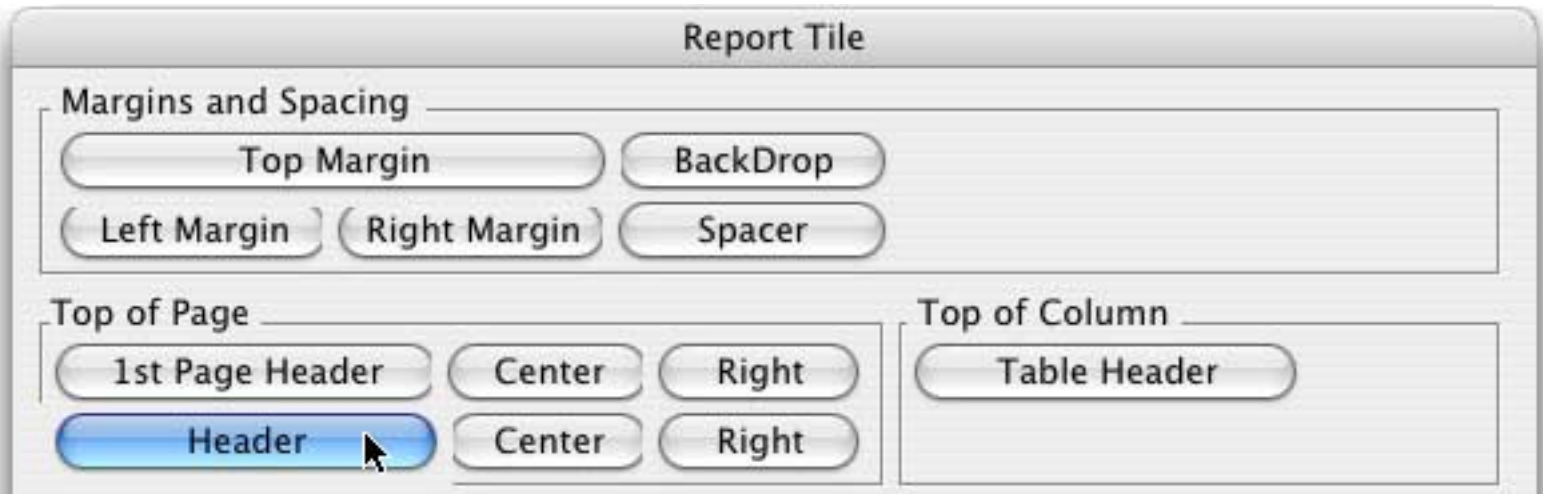 Report Tile
Margins and Spacing
Top Margin BackDrop
Left Margin Right Margin Spacer
Top of Page Top of Column
1st Page Header Center Right Table Header
Header Center Right